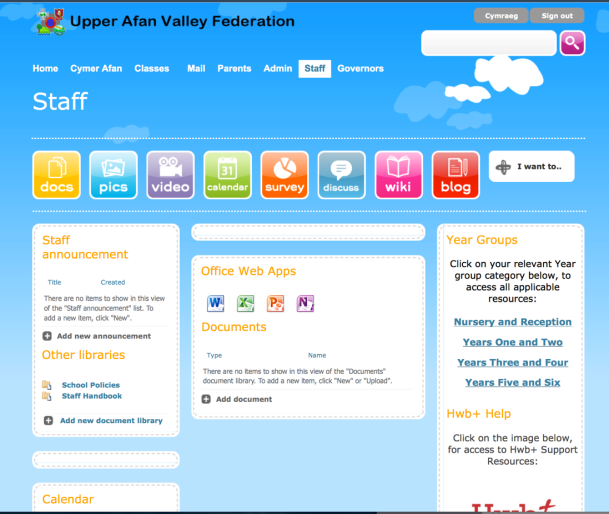 Upper Afan Valley Federation
Cymraeg
Sign out
Home Cymer Afan Classes Mail Parents Admin Staff Governors
Staff
docs
pics
video
31
calendar
survey
discuss
wiki
blog
I want to..
Staff
announcement
Title Created
There are no items to show in this view
of the "Staff announcement" list. To
add a new item, click "New".
Add new announcement
Other libraries
School Policies
Staff Handbook
Add new document library
Calendar
Office Web Apps
Documents
Type Name
There are no items to show in this view of the "Documents"
document library. To add a new item, click "New" or "Upload".
Add document
Year Groups
Click on your relevant Year
group category below, to
access all applicable
resources:
Nursery and Reception
Years One and Two
Years Three and Four
Years Five and Six
Hwb+ Help
Click on the image below,
for access to Hwb+ Support
Resources:
Hwb+